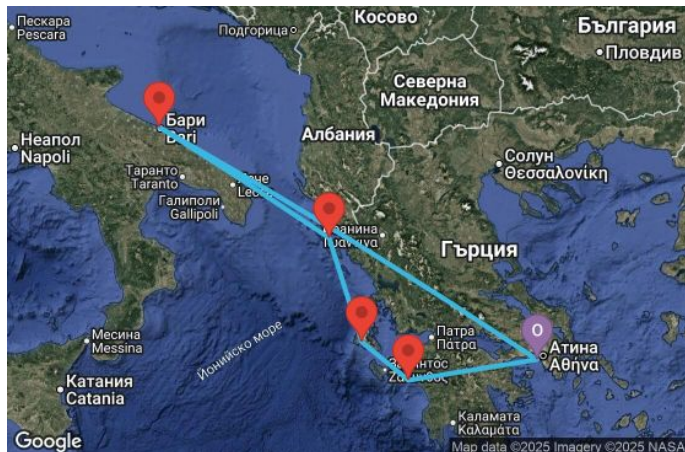 Пескара
Pescara
Подгорица
Косово
България
Пловдив
Северна
Македония
Бари
Bari
Албания
Неапол
Napoli
Таранто
Taranto
Солун
Θεσσαλονίκη
Галиполи
Gallipoli
Гърция
Патра
Πάτρα
O
Атина
Αθήνα
Месина
Messina
Йонийско море
Катания
Catania
Каламата
Καλαμάτα
Google
Map data ©2025 Imagery ©2025 NASA